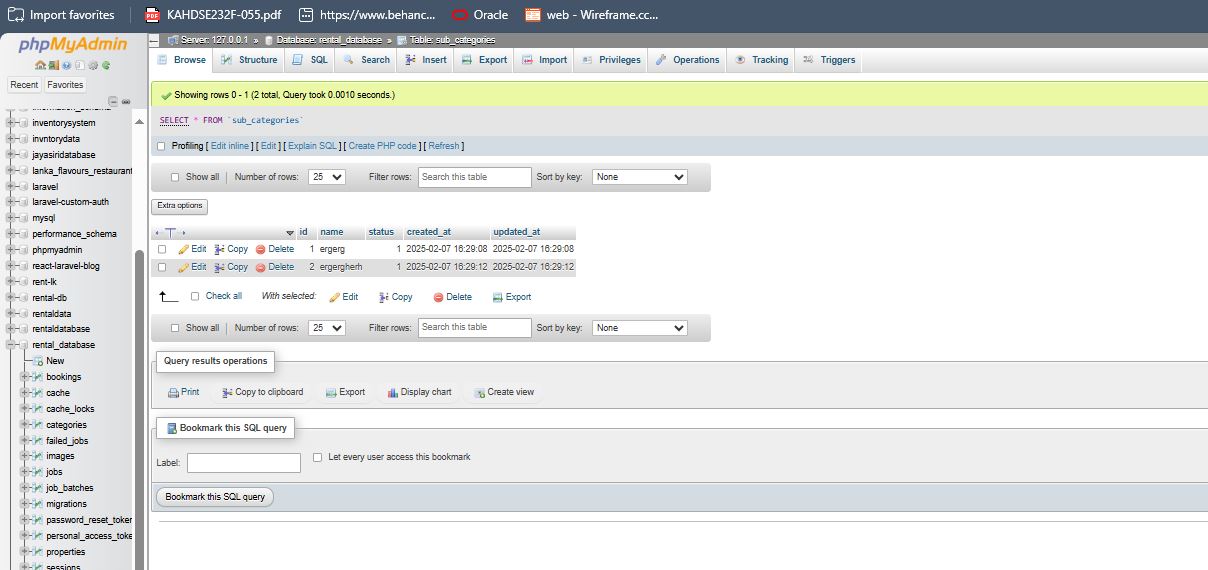 Import favorites
KAHDSE232F-055.pdf
https://www.behanc...
Oracle
web - Wireframe.cc...
phpMyAdmin
Recent Favorites
information_schema
inventorysystem
invntorydata
jayasiridatabase
lanka_flavours_restaurant
laravel
laravel-custom-auth
mysql
performance_schema
phpmyadmin
react-laravel-blog
rent-lk
rental-db
rentaldata
rentaldatabase
rental_database
New
bookings
cache
cache_locks
categories
failed_jobs
images
jobs
job_batches
migrations
password_reset_token
personal_access_toke
properties
sessions
Server: 127.0.0.1 » Database: rental_database » Table: sub_categories
Browse Structure SQL Search Insert Export Import Privileges Operations Tracking Triggers
Showing rows 0 - 1 (2 total, Query took 0.0010 seconds.)
SELECT * FROM `sub_categories`
Profiling [ Edit inline ] [ Edit ] [ Explain SQL ] [ Create PHP code ] [ Refresh ]
Show all | Number of rows: 25 Filter rows: Search this table Sort by key: None
Extra options
id name status created_at updated_at
Edit Copy Delete 1 ergerg 1 2025-02-07 16:29:08 2025-02-07 16:29:08
Edit Copy Delete 2 ergergherh 1 2025-02-07 16:29:12 2025-02-07 16:29:12
Check all With selected: Edit Copy Delete Export
Show all | Number of rows: 25 Filter rows: Search this table Sort by key: None
Query results operations
Print Copy to clipboard Export Display chart Create view
Bookmark this SQL query
Label: Let every user access this bookmark
Bookmark this SQL query